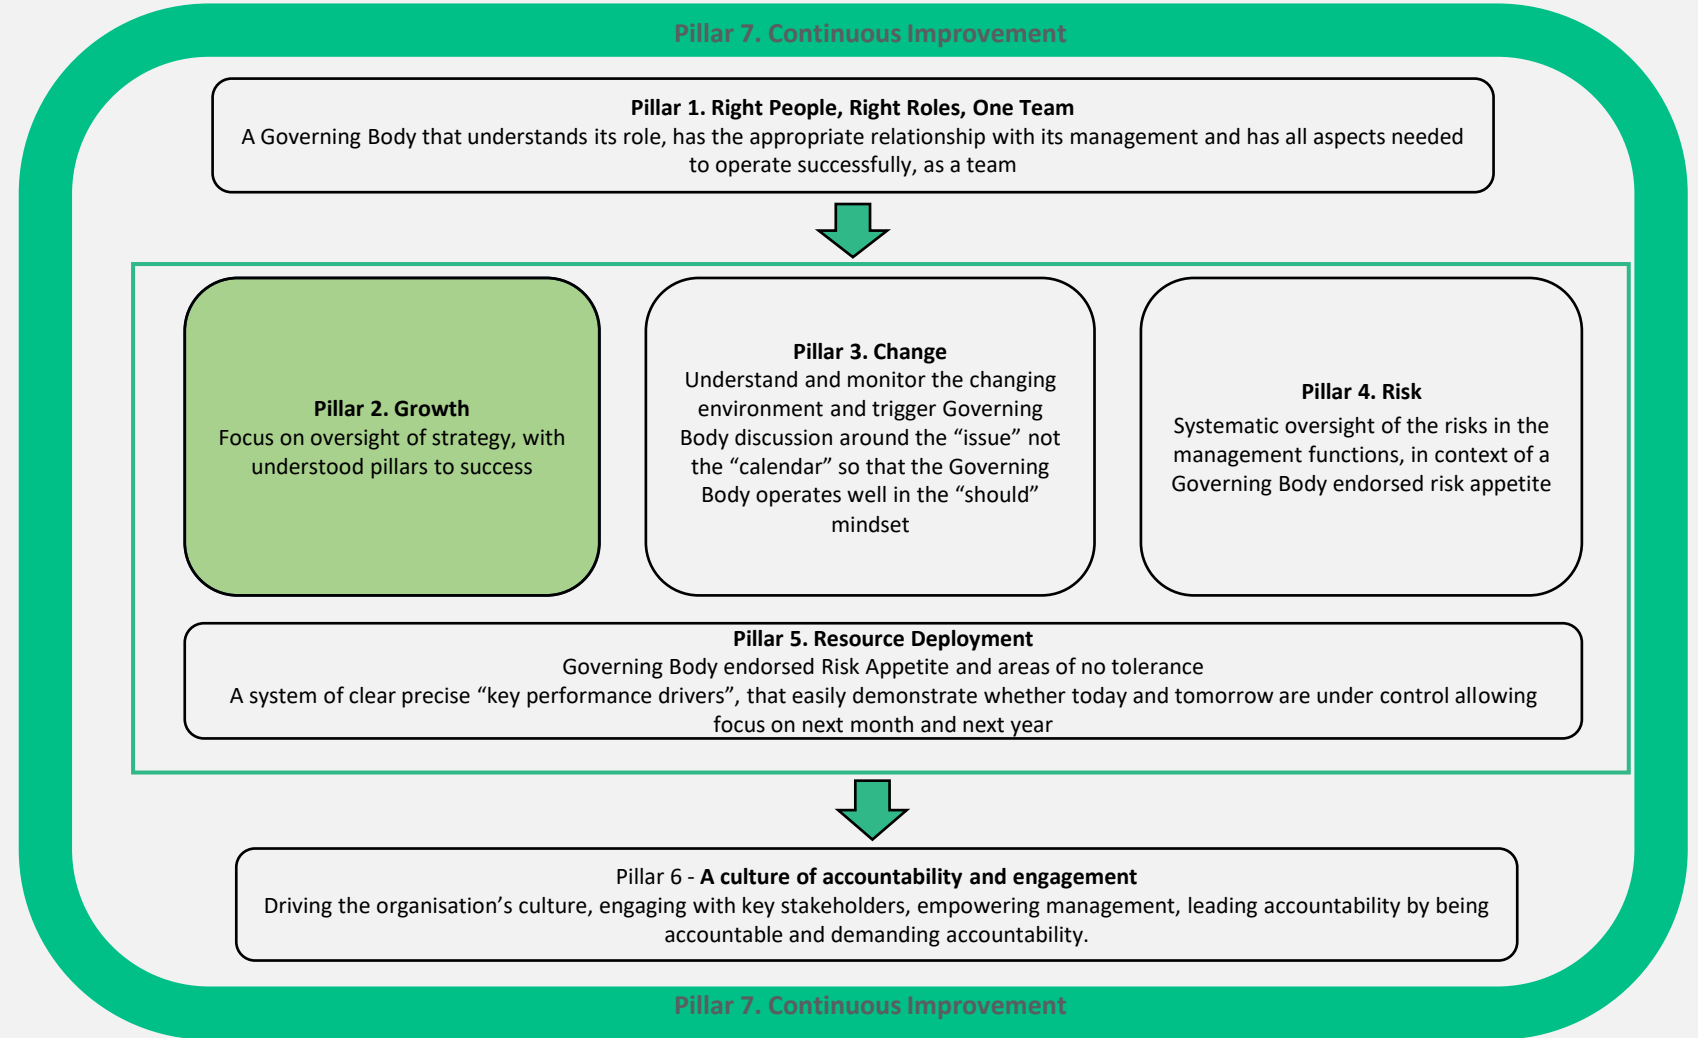 Pillar 7. Continuous Improvement
Pillar 1. Right People, Right Roles, One Team
A Governing Body that understands its role, has the appropriate relationship with its management and has all aspects needed
to operate successfully, as a team
Pillar 2. Growth
Focus on oversight of strategy, with
understood pillars to success
Pillar 3. Change
Understand and monitor the changing
environment and trigger Governing
Body discussion around the “issue” not
the “calendar” so that the Governing
Body operates well in the “should”
mindset
Pillar 4. Risk
Systematic oversight of the risks in the
management functions, in context of a
Governing Body endorsed risk appetite
Pillar 5. Resource Deployment
Governing Body endorsed Risk Appetite and areas of no tolerance
A system of clear precise “key performance drivers”, that easily demonstrate whether today and tomorrow are under control allowing
focus on next month and next year
Pillar 6 - A culture of accountability and engagement
Driving the organisation’s culture, engaging with key stakeholders, empowering management, leading accountability by being
accountable and demanding accountability.
Pillar 7. Continuous Improvement